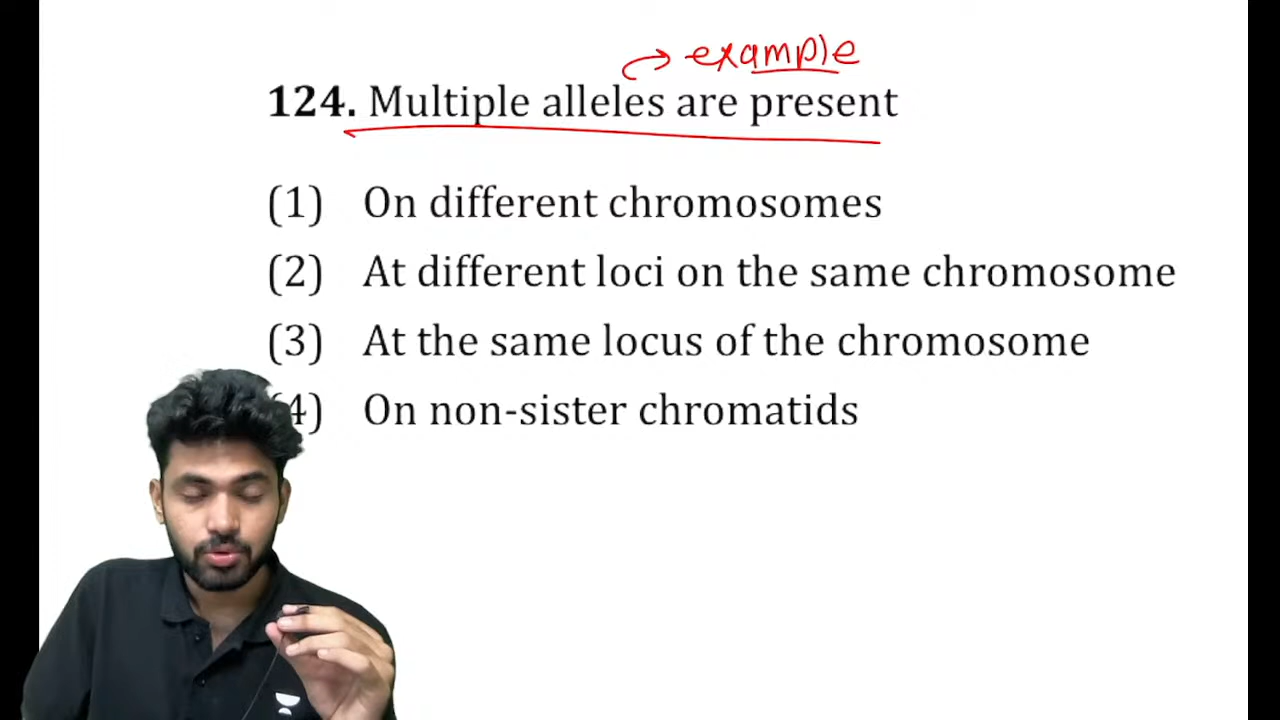 example
124. Multiple alleles are present
(1) On different chromosomes
(2) At different loci on the same chromosome
(3) At the same locus of the chromosome
4) On non-sister chromatids